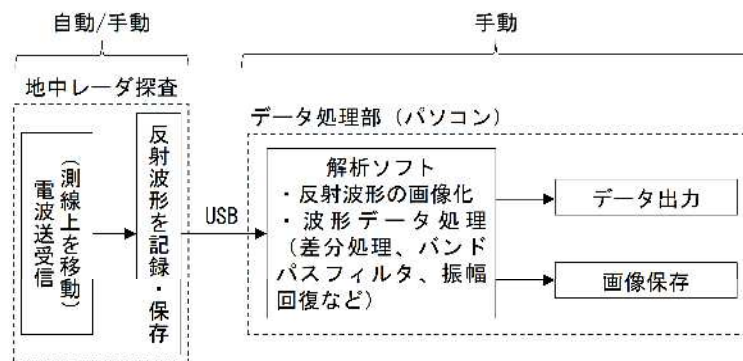 自動/手動
手動
地中レーダ探査
データ処理部（パソコン）
（測線上を移動）
電波送受信
反射波形を記録・保存
USB
解析ソフト
・反射波形の画像化
・波形データ処理
（差分処理、バンド
パスフィルタ、振幅
回復など）
データ出力
画像保存